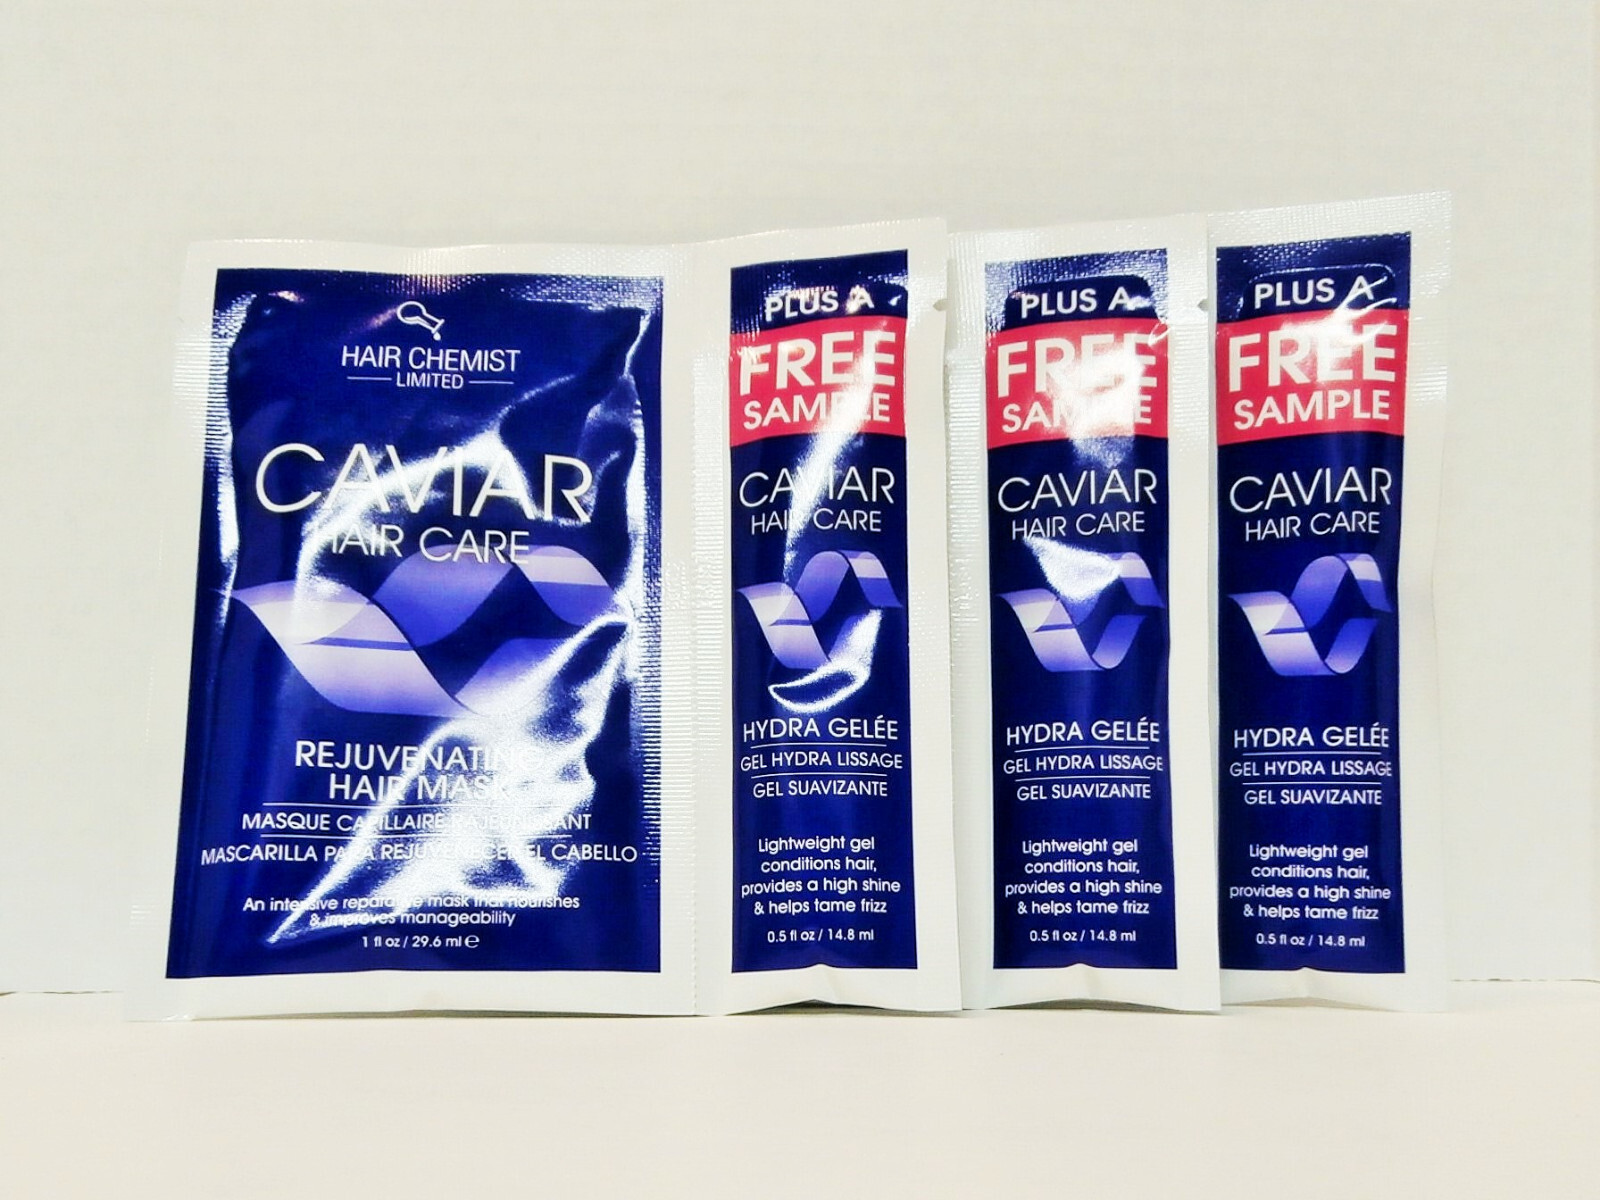 HAIR CHEMIST
LIMITED
CAVIAR
HAIR CARE
REJUVENATING
HAIR MASK
MASQUE CAPILLAIRE RAJEUNISSANT
MASCARILLA PARA REJUVENECER EL CABELLO
An intensive reparative mask that nourishes
& improves manageability
1 fl oz / 29.6 ml ℮
PLUS A
FREE
SAMPLE
CAVIAR
HAIR CARE
HYDRA GELÉE
GEL HYDRA LISSAGE
GEL SUAVIZANTE
Lightweight gel
conditions hair,
provides a high shine
& helps tame frizz
0.5 fl oz / 14.8 ml
PLUS A
FREE
SAMPLE
CAVIAR
HAIR CARE
HYDRA GELÉE
GEL HYDRA LISSAGE
GEL SUAVIZANTE
Lightweight gel
conditions hair,
provides a high shine
& helps tame frizz
0.5 fl oz / 14.8 ml
PLUS A
FREE
SAMPLE
CAVIAR
HAIR CARE
HYDRA GELÉE
GEL HYDRA LISSAGE
GEL SUAVIZANTE
Lightweight gel
conditions hair,
provides a high shine
& helps tame frizz
0.5 fl oz / 14.8 ml